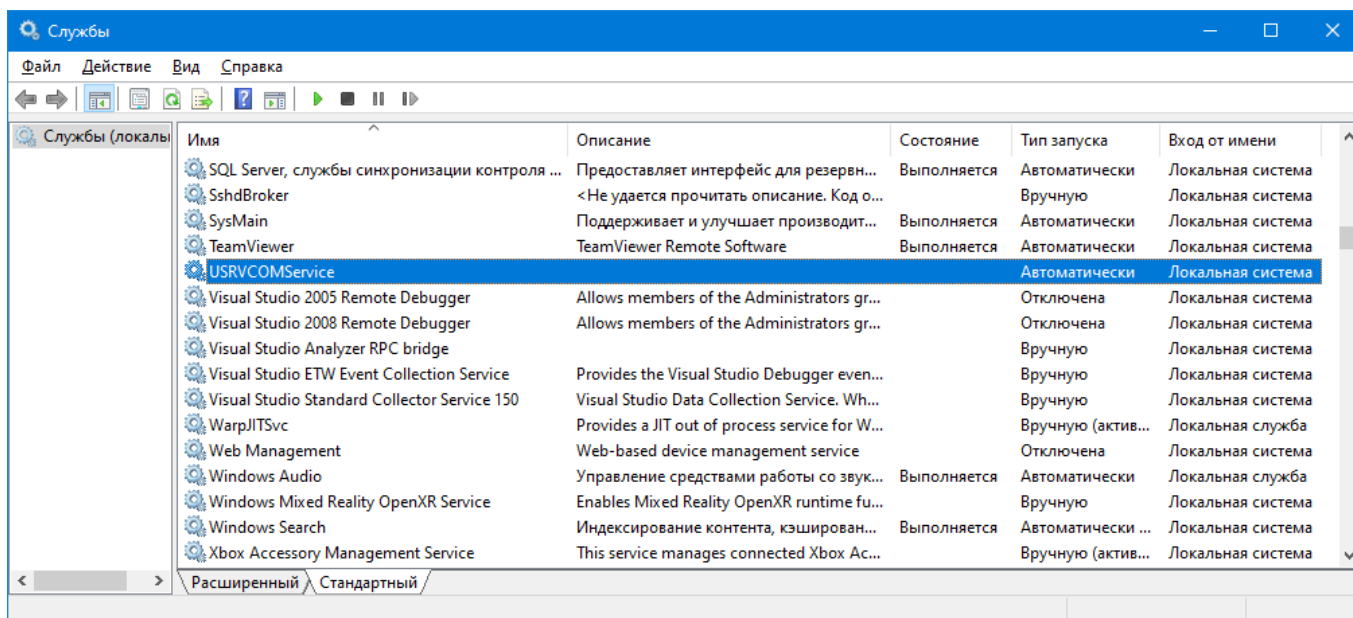 Службы
Файл Действие Вид Справка
Службы (локалы
Имя Описание Состояние Тип запуска Вход от имени
SQL Server, службы синхронизации контроля ... Предоставляет интерфейс для резервн... Выполняется Автоматически Локальная система
SshdBroker <Не удается прочитать описание. Код о... Вручную Локальная система
SysMain Поддерживает и улучшает производит... Выполняется Автоматически Локальная система
TeamViewer TeamViewer Remote Software Выполняется Автоматически Локальная система
USRVCOMService Автоматически Локальная система
Visual Studio 2005 Remote Debugger Allows members of the Administrators gr... Отключена Локальная система
Visual Studio 2008 Remote Debugger Allows members of the Administrators gr... Отключена Локальная система
Visual Studio Analyzer RPC bridge Вручную Локальная система
Visual Studio ETW Event Collection Service Provides the Visual Studio Debugger even... Вручную Локальная система
Visual Studio Standard Collector Service 150 Visual Studio Data Collection Service. Wh... Вручную Локальная система
WarpJITSvc Provides a JIT out of process service for W... Вручную (актив... Локальная служба
Web Management Web-based device management service Отключена Локальная система
Windows Audio Управление средствами работы со звук... Выполняется Автоматически Локальная служба
Windows Mixed Reality OpenXR Service Enables Mixed Reality OpenXR runtime fu... Вручную Локальная система
Windows Search Индексирование контента, кэширован... Выполняется Автоматически ... Локальная система
Xbox Accessory Management Service This service manages connected Xbox Ac... Вручную (актив... Локальная система
Расширенный Стандартный